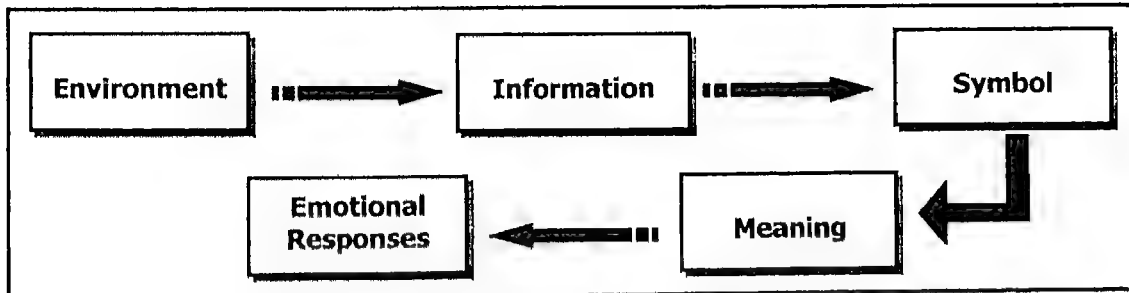 Environment
Information
Symbol
Meaning
Emotional
Responses